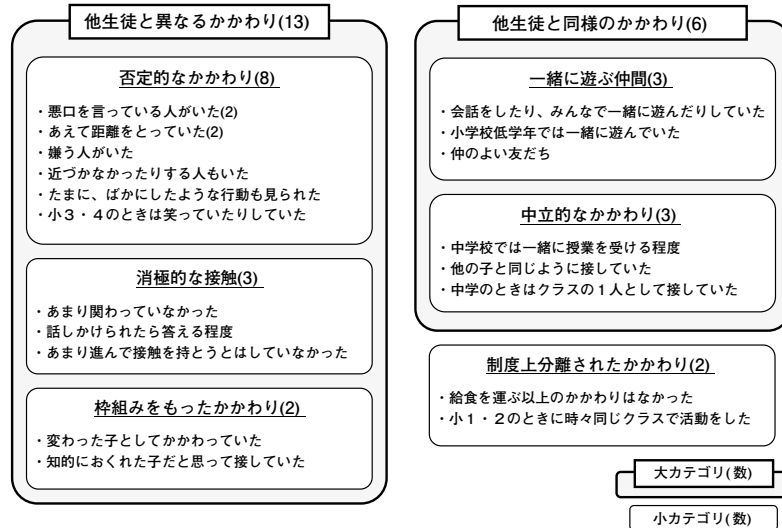 他生徒と異なるかかわり(13)
否定的なかかわり(8)
・悪口を言っている人がいた(2)
・あえて距離をとっていた(2)
・嫌う人がいた
・近づかなかったりする人もいた
・たまに、ばかにしたような行動も見られた
・小３・４のときは笑っていたりしていた
消極的な接触(3)
・あまり関わっていなかった
・話しかけられたら答える程度
・あまり進んで接触を持とうとはしていなかった
枠組みをもったかかわり(2)
・変わった子としてかかわっていた
・知的におくれた子だと思って接していた
他生徒と同様のかかわり(6)
一緒に遊ぶ仲間(3)
・会話をしたり、みんなで一緒に遊んだりしていた
・小学校低学年では一緒に遊んでいた
・仲のよい友だち
中立的なかかわり(3)
・中学校では一緒に授業を受ける程度
・他の子と同じように接していた
・中学のときはクラスの１人として接していた
制度上分離されたかかわり(2)
・給食を運ぶ以上のかかわりはなかった
・小１・２のときに時々同じクラスで活動をした
大カテゴリ(数)
小カテゴリ(数)